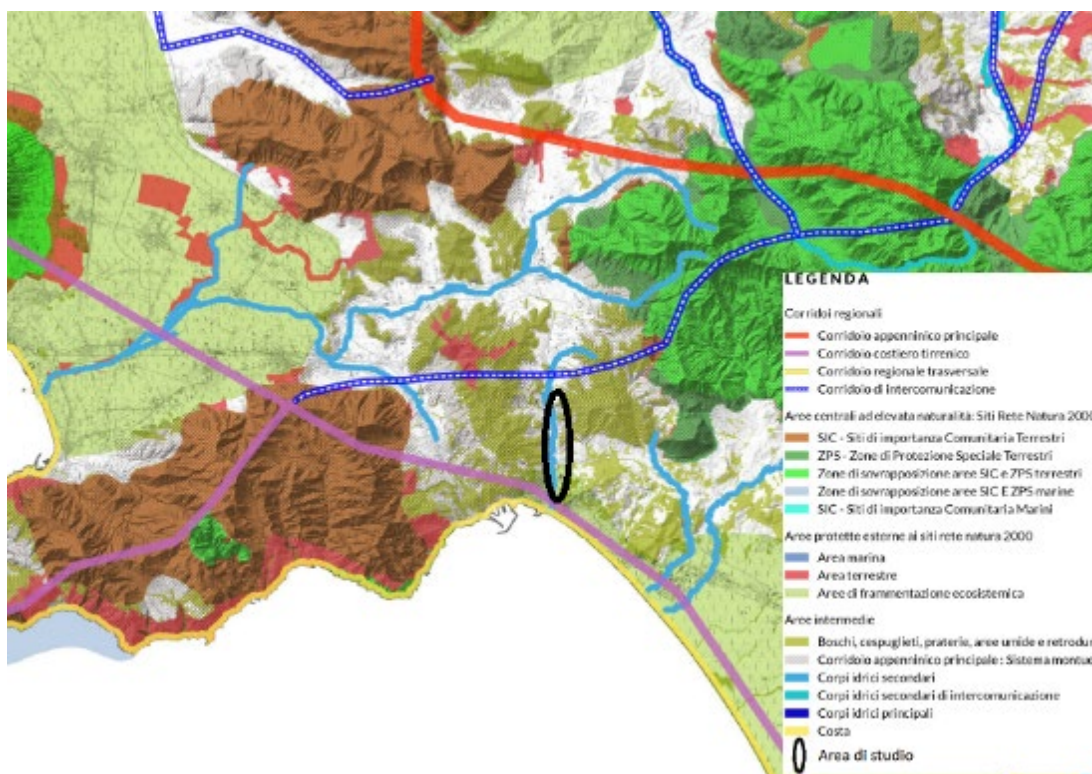 LEGENDA
Corridoi regionali
Corridoio appenninico principale
Corridoio costiero tirrenico
Corridoio regionale trasversale
Corridoio di intercomunicazione
Aree centrali ad elevata naturalità: Siti Rete Natura 2000
SIC - Siti di importanza Comunitaria Terrestri
ZPS - Zone di Protezione Speciale Terrestri
Zone di sovrapposizione aree SIC e ZPS terrestri
Zone di sovrapposizione aree SIC E ZPS marine
SIC - Siti di importanza Comunitaria Marini
Aree protette esterne ai siti rete natura 2000
Area marina
Area terrestre
Aree di frammentazione ecosistemica
Aree intermedie
Boschi, cespuglieti, praterie, aree umide e retrodun
Corridoio appenninico principale : Sistema montuo
Corpi idrici secondari
Corpi idrici secondari di intercomunicazione
Corpi idrici principali
Costa
Area di studio